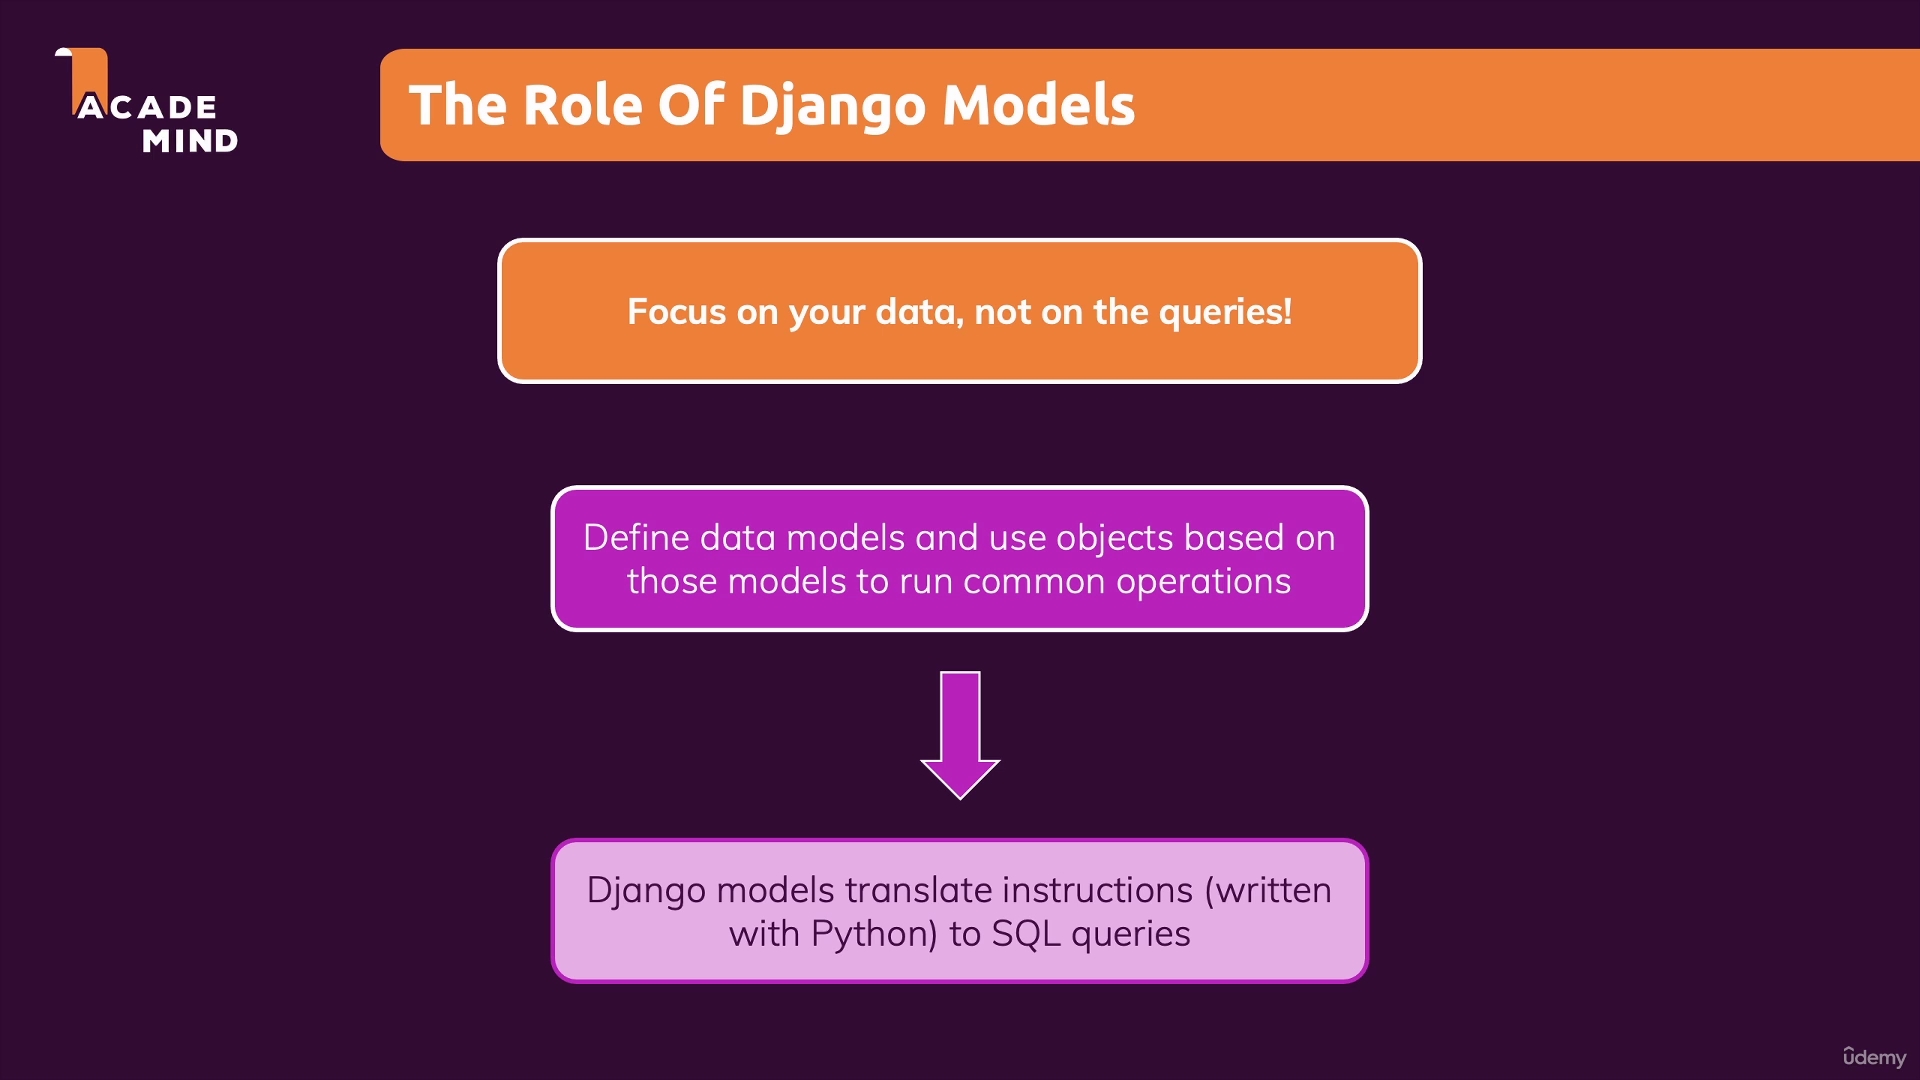 ACADE
MIND
The Role Of Django Models
Focus on your data, not on the queries!
Define data models and use objects based on
those models to run common operations
Django models translate instructions (written
with Python) to SQL queries
udemy